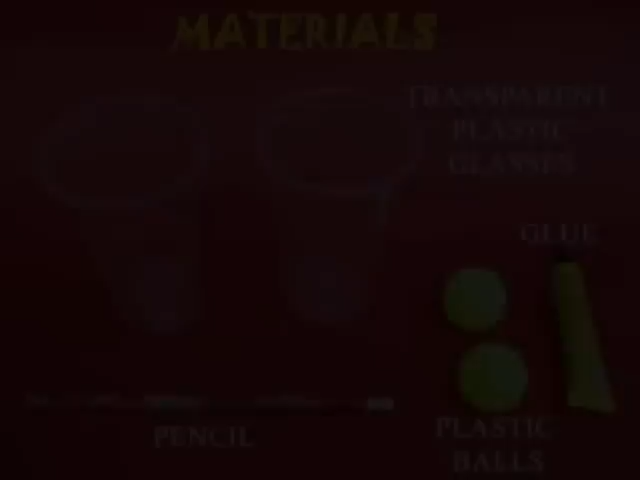 MATERIALS
TRANSPARENT
PLASTIC
GLASSES
GLUE
PENCIL
PLASTIC
BALLS